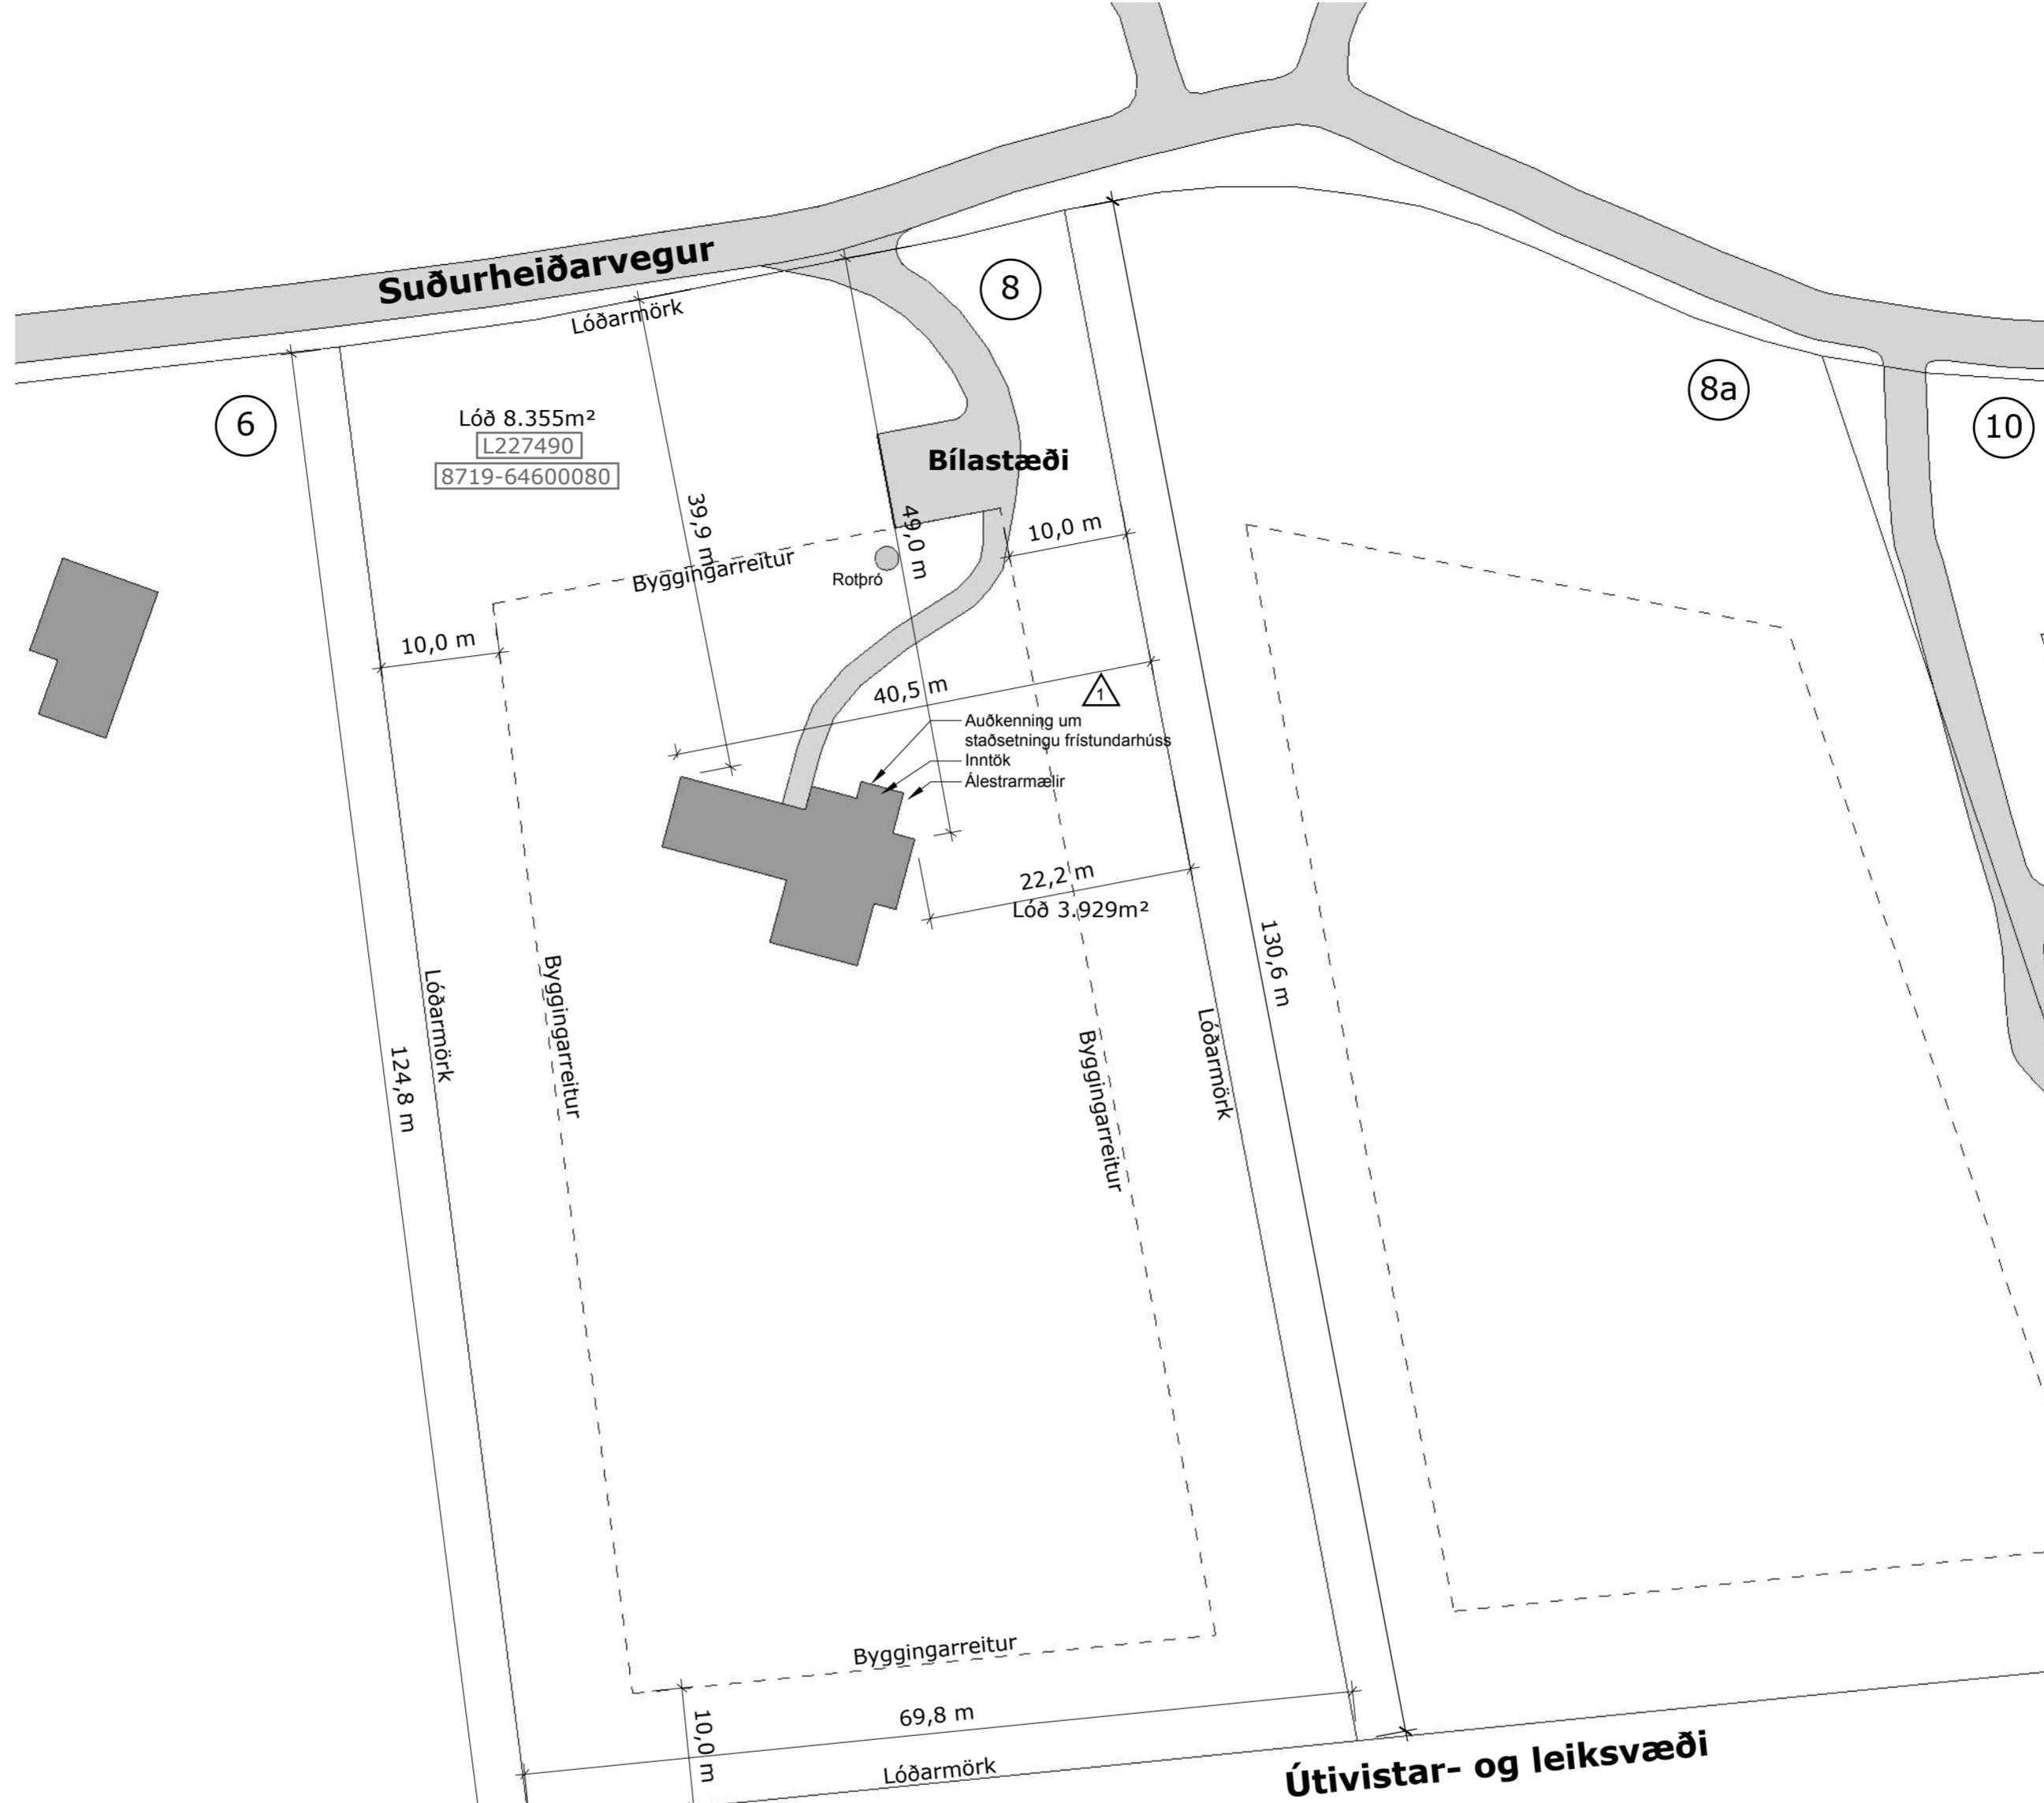 Suðurheiðarvegur
Lóðarmörk
8
6
8a
10
Lóð 8.355m²
L227490
8719-64600080
Bílastæði
39,9 m
49,0 m
10,0 m
Byggingarreitur
Rotþró
10,0 m
40,5 m
1
Auðkenning um
staðsetningu frístundarhúss
Inntök
Álestrarmælir
22,2 m
Lóð 3.929m²
130,6 m
Lóðarmörk
Byggingarreitur
124,8 m
Byggingarreitur
Lóðarmörk
Byggingarreitur
69,8 m
10,0 m
Lóðarmörk
Útivistar- og leiksvæði